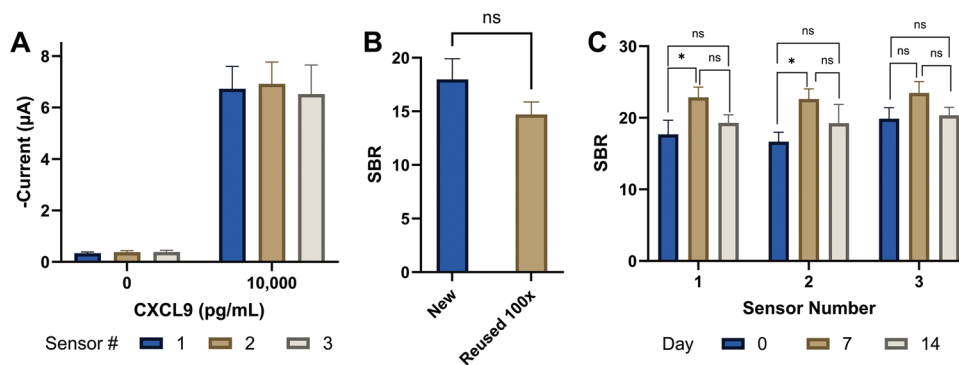 A
-Current (µA)
8
6
4
2
0
0
10,000
CXCL9 (pg/mL)
Sensor #
1
2
3
B
ns
SBR
20
15
10
5
0
New
Reused 100x
C
SBR
30
20
10
0
ns
*
ns
ns
*
ns
ns
ns
ns
1
2
3
Sensor Number
Day
0
7
14